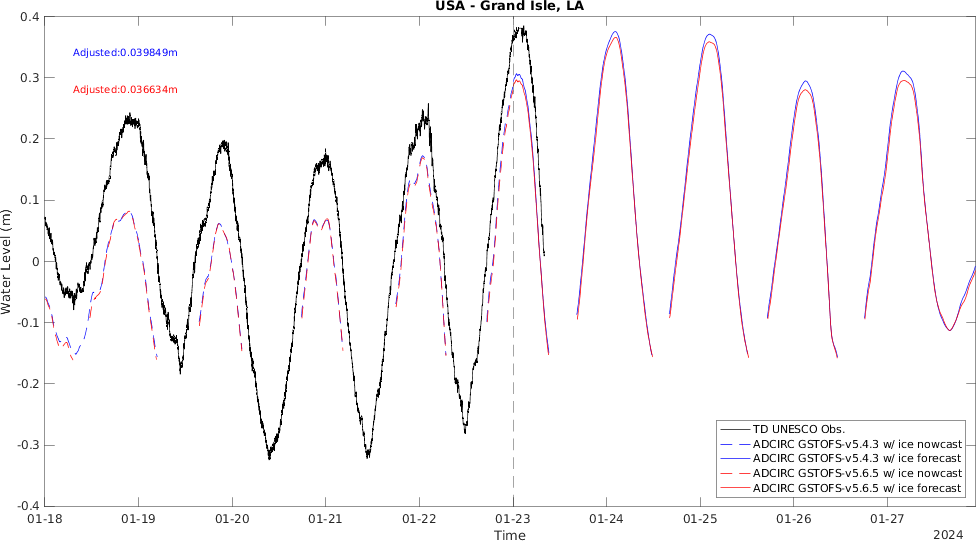 USA - Grand Isle, LA
Adjusted:0.039849m
Adjusted:0.036634m
0.4
0.3
0.2
0.1
0
-0.1
-0.2
-0.3
-0.4
Water Level (m)
TD UNESCO Obs.
ADCIRC GSTOFS-v5.4.3 w/ ice nowcast
ADCIRC GSTOFS-v5.4.3 w/ ice forecast
ADCIRC GSTOFS-v5.6.5 w/ ice nowcast
ADCIRC GSTOFS-v5.6.5 w/ ice forecast
01-18 01-19 01-20 01-21 01-22 01-23 01-24 01-25 01-26 01-27
Time
2024